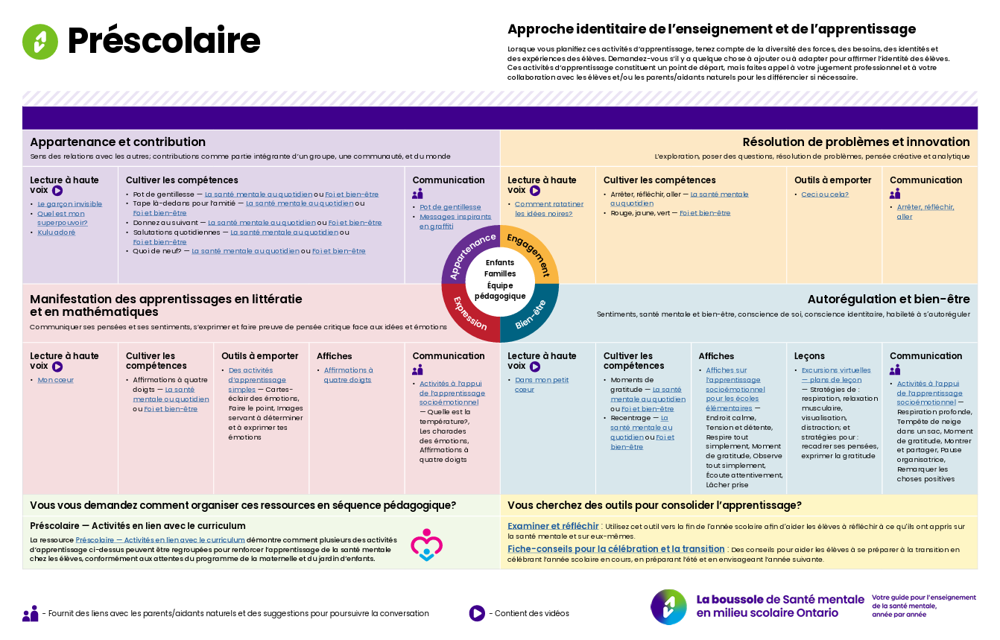 Préscolaire
Approche identitaire de l’enseignement et de l’apprentissage
Lorsque vous planifiez ces activités d’apprentissage, tenez compte de la diversité des forces, des besoins, des identités et
des expériences des élèves. Demandez-vous s’il y a quelque chose à ajouter ou à adapter pour affirmer l’identité des élèves.
Ces activités d’apprentissage constituent un point de départ, mais faites appel à votre jugement professionnel et à votre
collaboration avec les élèves et/ou les parents/aidants naturels pour les différencier si nécessaire.
Appartenance et contribution
Sens des relations avec les autres; contributions comme partie intégrante d’un groupe, une communauté, et du monde
Lecture à haute
voix
• Le garçon invisible
• Quel est mon
superpouvoir?
• Kulu adoré
Cultiver les compétences
• Pot de gentillesse — La santé mentale au quotidien ou Foi et bien-être
• Tape là-dedans pour l’amitié — La santé mentale au quotidien ou
Foi et bien-être
• Donnez au suivant — La santé mentale au quotidien ou Foi et bien-être
• Salutations quotidiennes — La santé mentale au quotidien ou
Foi et bien-être
• Quoi de neuf? — La santé mentale au quotidien ou Foi et bien-être
Communication
• Pot de gentillesse
• Messages inspirants
en graffiti
Résolution de problèmes et innovation
L’exploration, poser des questions, résolution de problèmes, pensée créative et analytique
Lecture à haute
voix
• Comment ratatiner
les idées noires?
Cultiver les compétences
• Arrêter, réfléchir, aller — La santé mentale
au quotidien
• Rouge, jaune, vert — Foi et bien-être
Outils à emporter
• Ceci ou cela?
Communication
• Arrêter, réfléchir,
aller
Appartenance
Engagement
Expression
Bien-être
Enfants
Familles
Équipe
pédagogique
Manifestation des apprentissages en littératie
et en mathématiques
Communiquer ses pensées et ses sentiments, s’exprimer et faire preuve de pensée critique face aux idées et émotions
Lecture à haute
voix
• Mon cœur
Cultiver les
compétences
• Affirmations à quatre
doigts — La santé
mentale ou quotidien
ou Foi et bien-être
Outils à emporter
• Des activités
d’apprentissage
simples — Cartes-
éclair des émotions,
Faire le point, Images
servant à déterminer
et à exprimer tes
émotions
Affiches
• Affirmations à
quatre doigts
Communication
• Activités à l’appui
de l’apprentissage
socioémotionnel
— Quelle est la
température?,
Les charades
des émotions,
Affirmations à
quatre doigts
Autorégulation et bien-être
Sentiments, santé mentale et bien-être, conscience de soi, conscience identitaire, habileté à s’autoréguler
Lecture à haute
voix
• Dans mon petit
cœur
Cultiver les
compétences
• Moments de
gratitude — La santé
mentale au quotidien
ou Foi et bien-être
• Recentrage — La
santé mentale au
quotidien ou Foi et
bien-être
Affiches
• Affiches sur
l’apprentissage
socioémotionnel
pour les écoles
élémentaires —
Endroit calme,
Tension et détente,
Respire tout
simplement, Moment
de gratitude, Observe
tout simplement,
Écoute attentivement,
Lâcher prise
Leçons
• Excursions virtuelles
— plans de leçon
— Stratégies de :
respiration, relaxation
musculaire,
visualisation,
distraction; et
stratégies pour :
recadrer ses pensées,
exprimer la gratitude
Communication
• Activités à l’appui
de l’apprentissage
socioémotionnel —
Respiration profonde,
Tempête de neige
dans un sac, Moment
de gratitude, Montrer
et partager, Pause
organisatrice,
Remarquer les
choses positives
Vous vous demandez comment organiser ces ressources en séquence pédagogique?
Préscolaire — Activités en lien avec le curriculum
La ressource Préscolaire — Activités en lien avec le curriculum démontre comment plusieurs des activités
d’apprentissage ci-dessus peuvent être regroupées pour renforcer l’apprentissage de la santé mentale
chez les élèves, conformément aux attentes du programme de la maternelle et du jardin d’enfants.
Vous cherchez des outils pour consolider l’apprentissage?
Examiner et réfléchir : Utilisez cet outil vers la fin de l’année scolaire afin d’aider les élèves à réfléchir à ce qu’ils ont appris sur
la santé mentale et sur eux-mêmes.
Fiche-conseils pour la célébration et la transition : Des conseils pour aider les élèves à se préparer à la transition en
célébrant l’année scolaire en cours, en préparant l’été et en envisageant l’année suivante.
- Fournit des liens avec les parents/aidants naturels et des suggestions pour poursuivre la conversation
- Contient des vidéos
La boussole de Santé mentale
en milieu scolaire Ontario
Votre guide pour l’enseignement
de la santé mentale,
année par année